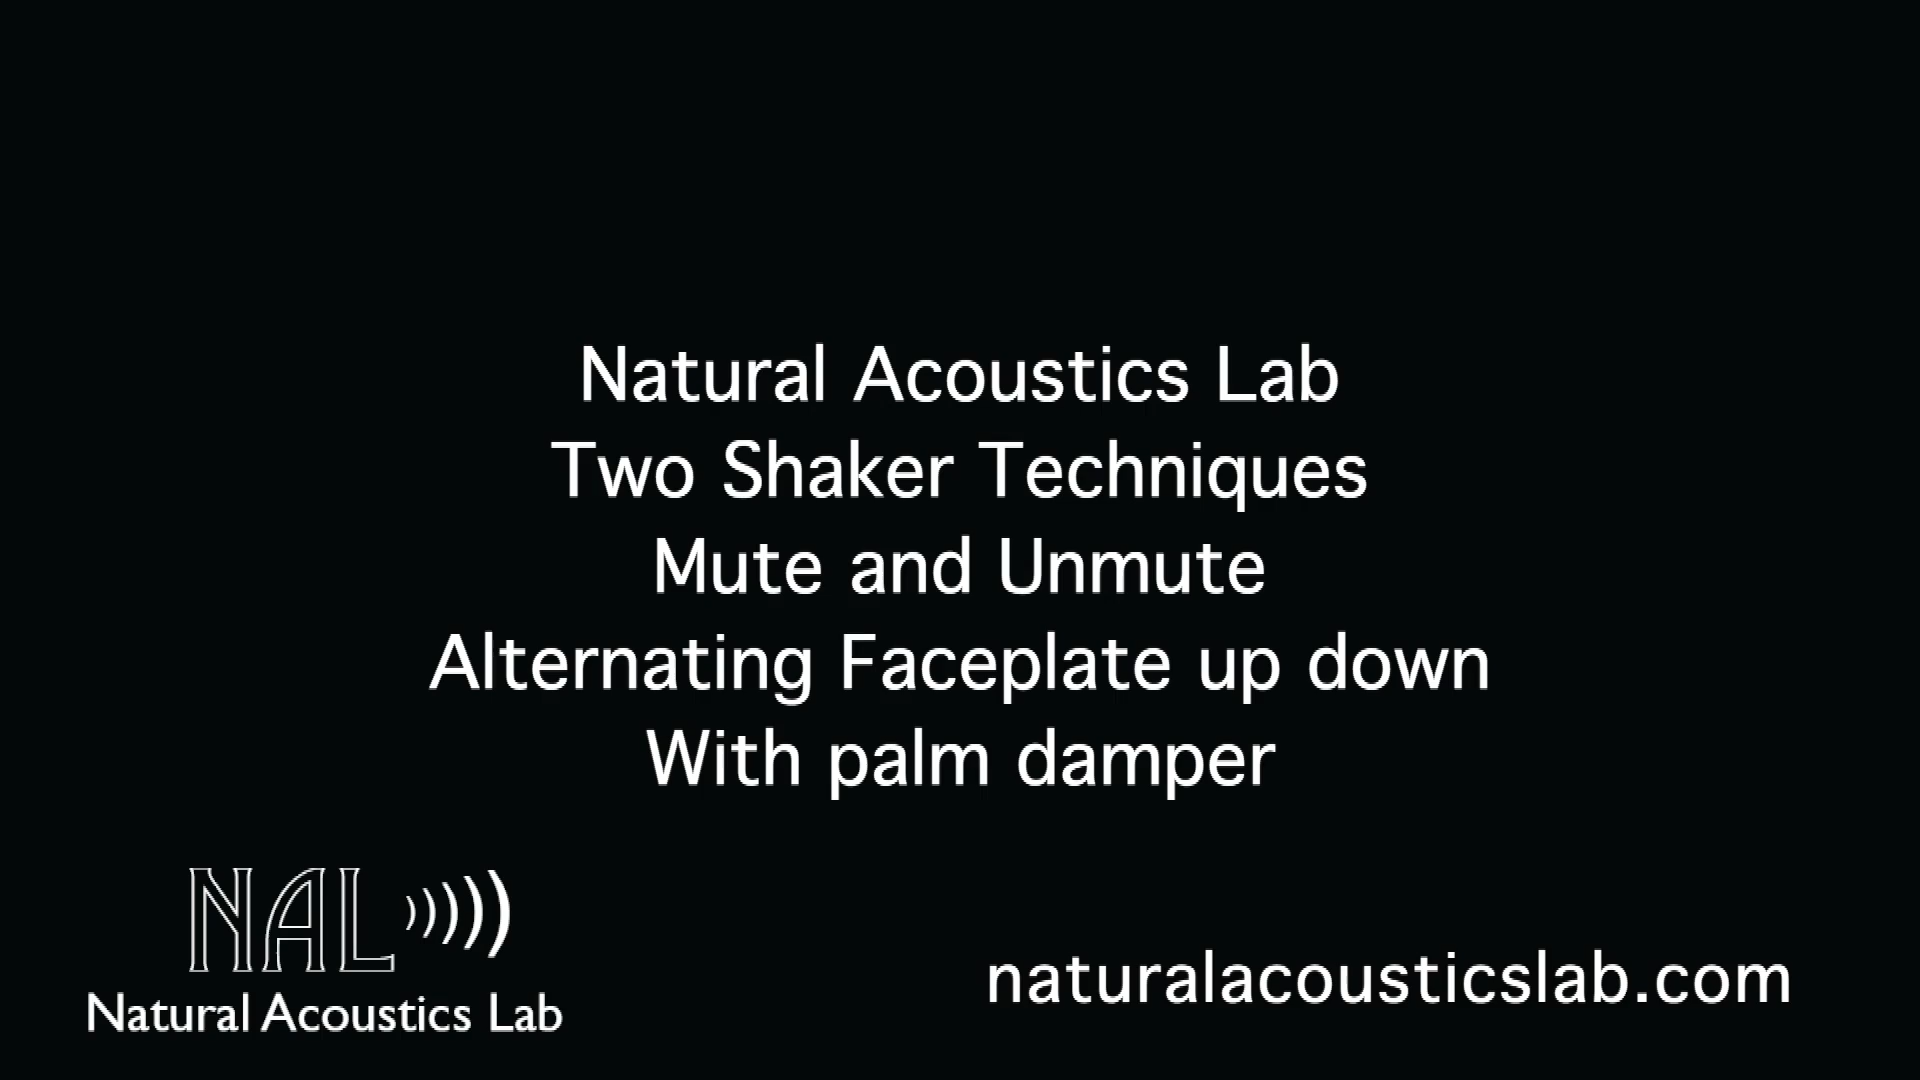 Natural Acoustics Lab
Two Shaker Techniques
Mute and Unmute
Alternating Faceplate up down
With palm damper
NAL
Natural Acoustics Lab
naturalacousticslab.com